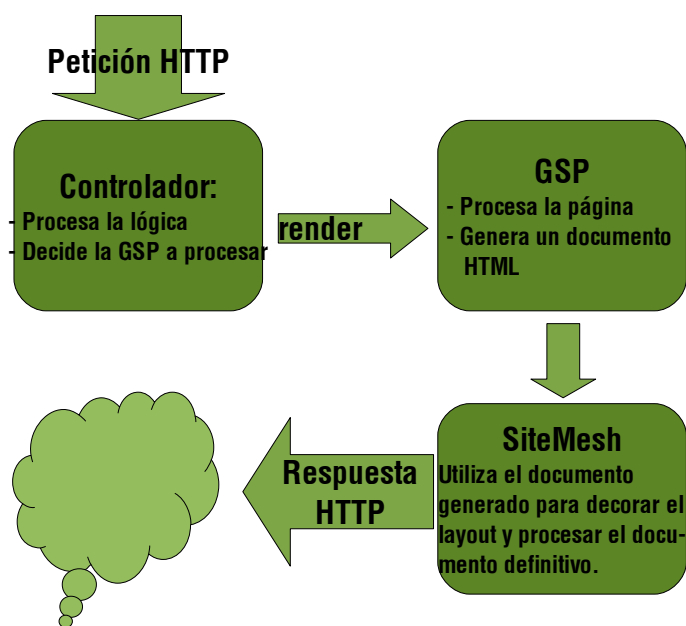 Petición HTTP
Controlador:
- Procesa la lógica
- Decide la GSP a procesar
render
GSP
- Procesa la página
- Genera un documento
HTML
SiteMesh
Utiliza el documento
generado para decorar el
layout y procesar el docu-
mento definitivo.
Respuesta
HTTP